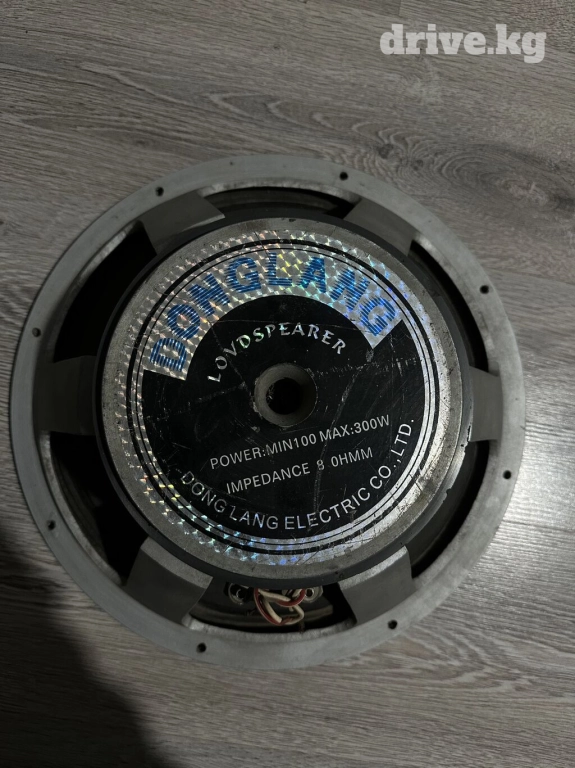 drive.kg
DONGLANG
LOVDSPEARER
POWER:MIN100 MAX:300W
IMPEDANCE 8 OHMM
DONG LANG ELECTRIC CO.,LTD.